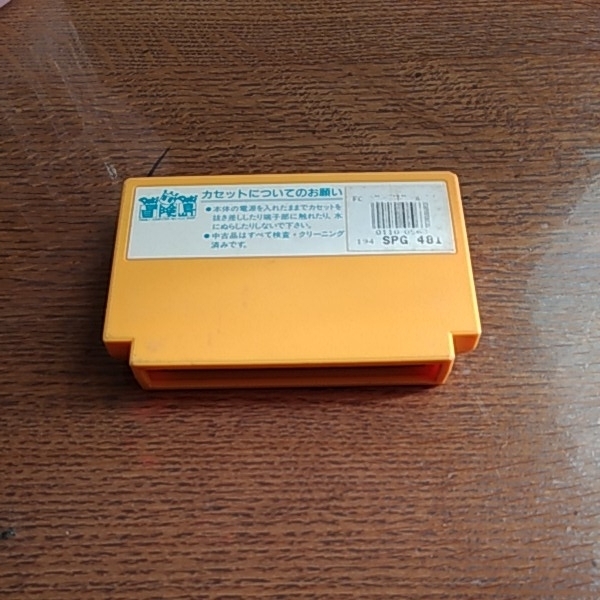 冒険島
カセットについてのお願い
●本体の電源を入れたままでカセットを
抜き差ししたり端子部に触れたり、水
にぬらしたりしないで下さい。
●中古品はすべて検査・クリーニング
済みです。
FC
194 SPG 481